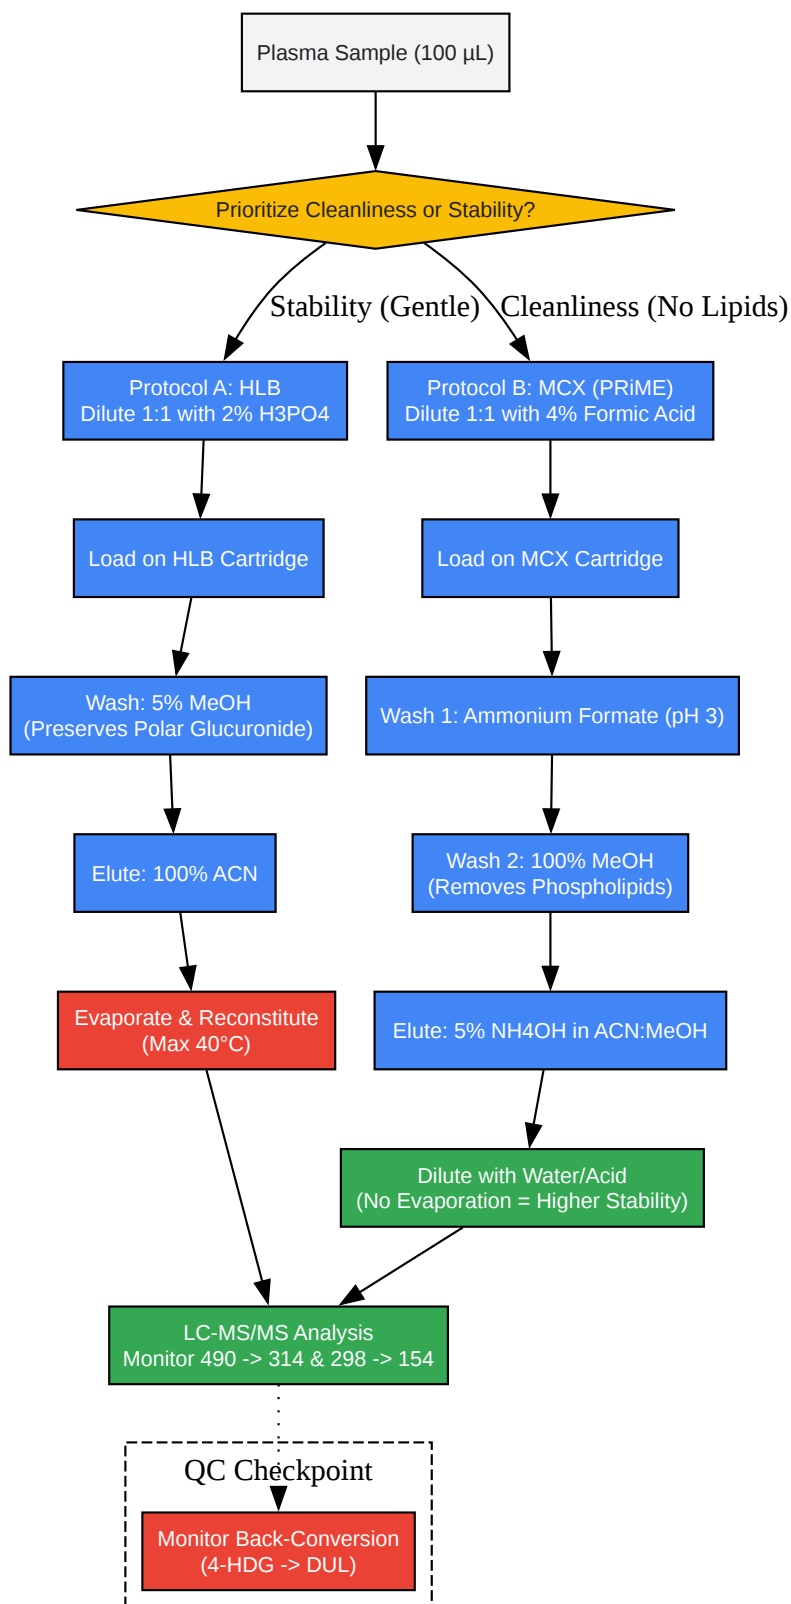 Plasma Sample (100 µL)
Prioritize Cleanliness or Stability?
Stability (Gentle)
Cleanliness (No Lipids)
Protocol A: HLB
Dilute 1:1 with 2% H3PO4
Protocol B: MCX (PRiME)
Dilute 1:1 with 4% Formic Acid
Load on HLB Cartridge
Load on MCX Cartridge
Wash: 5% MeOH
(Preserves Polar Glucuronide)
Wash 1: Ammonium Formate (pH 3)
Elute: 100% ACN
Wash 2: 100% MeOH
(Removes Phospholipids)
Evaporate & Reconstitute
(Max 40°C)
Elute: 5% NH4OH in ACN:MeOH
Dilute with Water/Acid
(No Evaporation = Higher Stability)
LC-MS/MS Analysis
Monitor 490 -> 314 & 298 -> 154
QC Checkpoint
Monitor Back-Conversion
(4-HDG -> DUL)